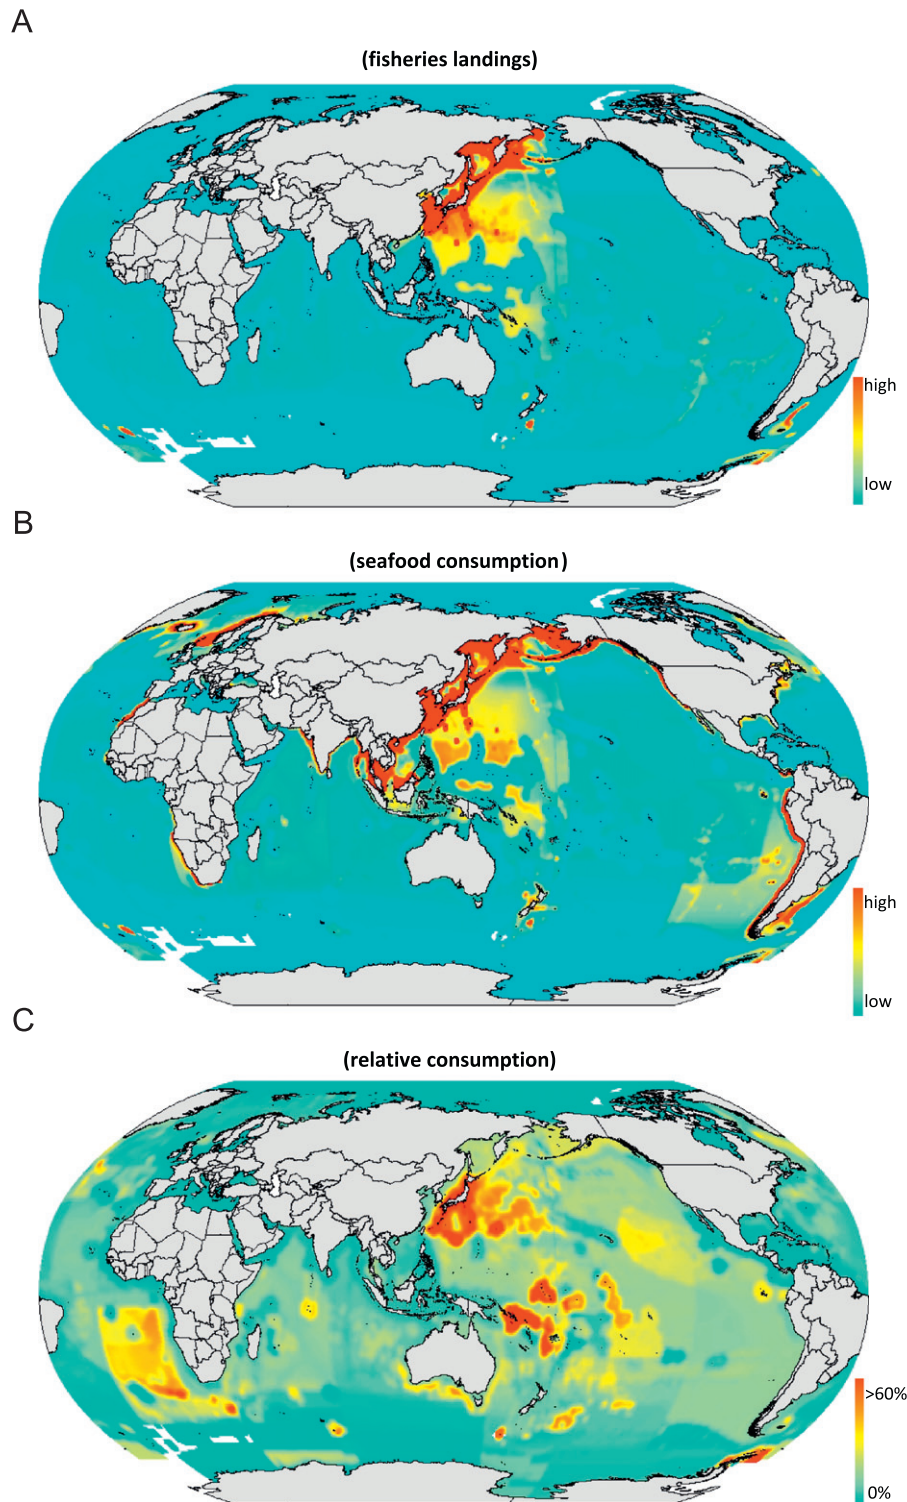 A
(fisheries landings)
high
low
B
(seafood consumption)
high
low
C
(relative consumption)
>60%
0%